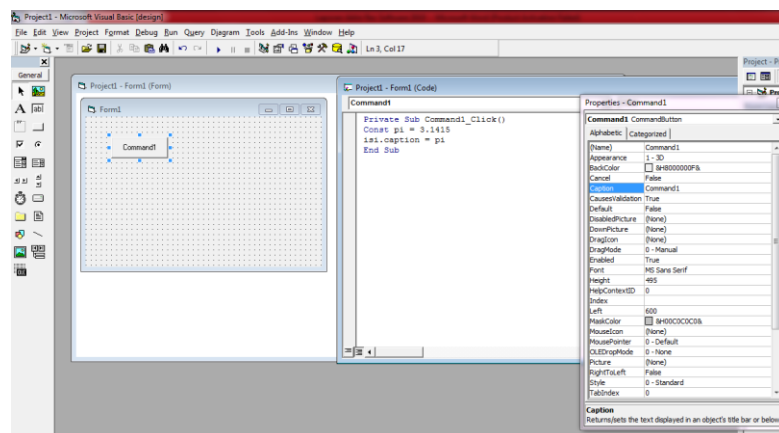 Project1 - Microsoft Visual Basic [design]
File Edit View Project Format Debug Run Query Diagram Tools Add-Ins Window Help
Ln 3, Col 17
General
Project1 - Form1 (Form)
Form1
Command1
Project1 - Form1 (Code)
Command1
Private Sub Command1_Click()
Const pi = 3.1415
isi.caption = pi
End Sub
Project - P
Properties - Command1
Command1 CommandButton
Alphabetic Categorized
(Name) Command1
Appearance 1 - 3D
BackColor &H8000000F&
Cancel False
Caption Command1
CausesValidation True
Default False
DisabledPicture (None)
DownPicture (None)
DragIcon (None)
DragMode 0 - Manual
Enabled True
Font MS Sans Serif
Height 495
HelpContextID 0
Index
Left 600
MaskColor &H00C0C0C0&
MouseIcon (None)
MousePointer 0 - Default
OLEDropMode 0 - None
Picture (None)
RightToLeft False
Style 0 - Standard
TabIndex 0
Caption
Returns/sets the text displayed in an object's title bar or below